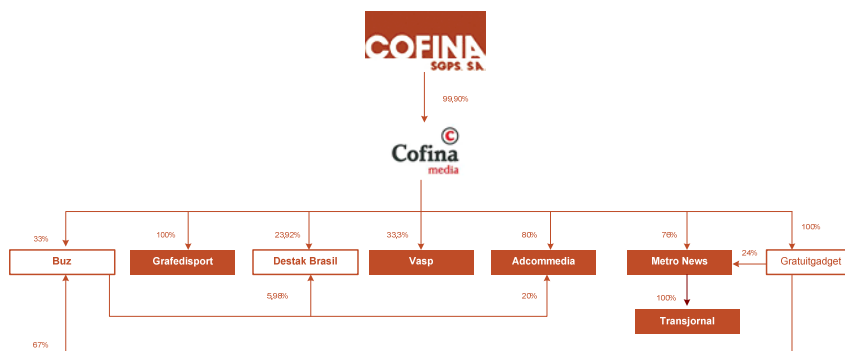 COFINA
SGPS, S.A.
99,90%
©
Cofina
media
33%
100%
23,92%
33,3%
80%
76%
100%
Buz
Grafedisport
Destak Brasil
Vasp
Adcommedia
Metro News
24%
Gratuitgadget
5,98%
20%
100%
Transjornal
67%